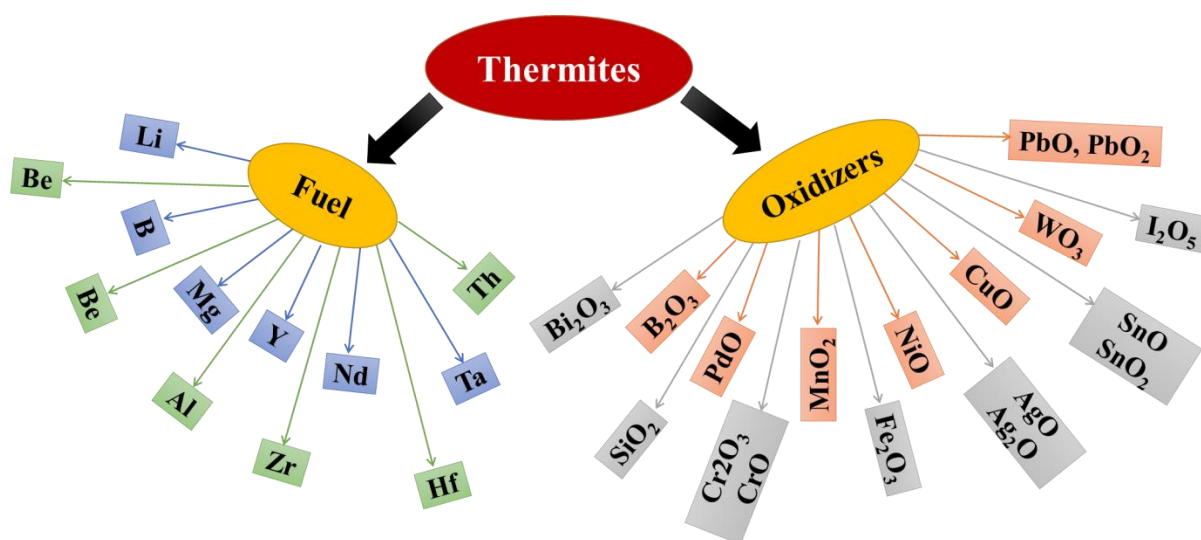 Thermites
Fuel
Li
Be
B
Be
Mg
Al
Y
Zr
Nd
Hf
Ta
Th
Oxidizers
PbO, PbO₂
I₂O₅
WO₃
CuO
SnO
SnO₂
Bi₂O₃
B₂O₃
SiO₂
PdO
Cr2O₃
CrO
MnO₂
Fe₂O₃
NiO
AgO
Ag₂O